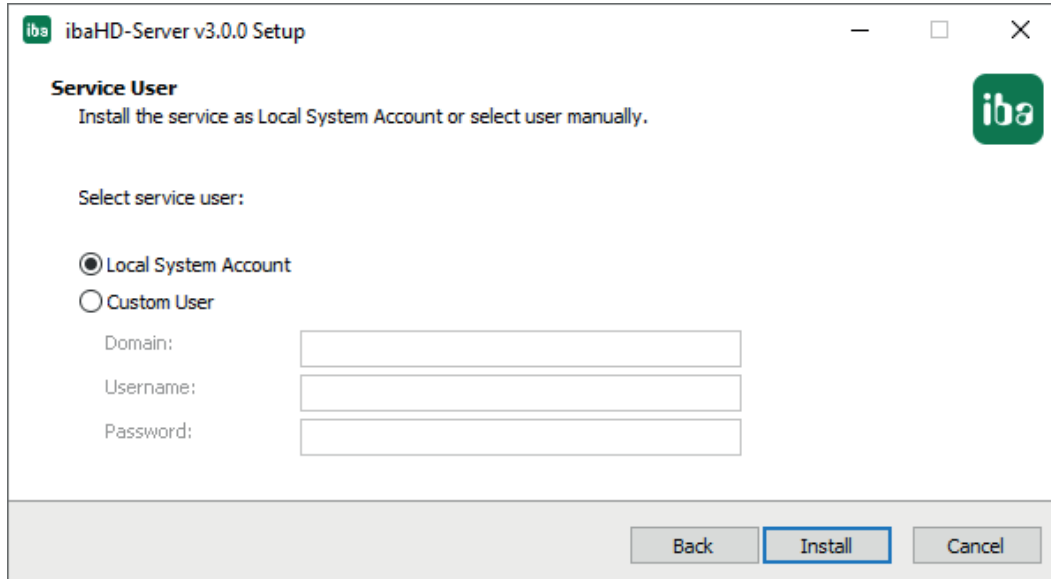 iba ibaHD-Server v3.0.0 Setup
Service User
Install the service as Local System Account or select user manually.
iba
Select service user:
Local System Account
Custom User
Domain:
Username:
Password:
Back Install Cancel